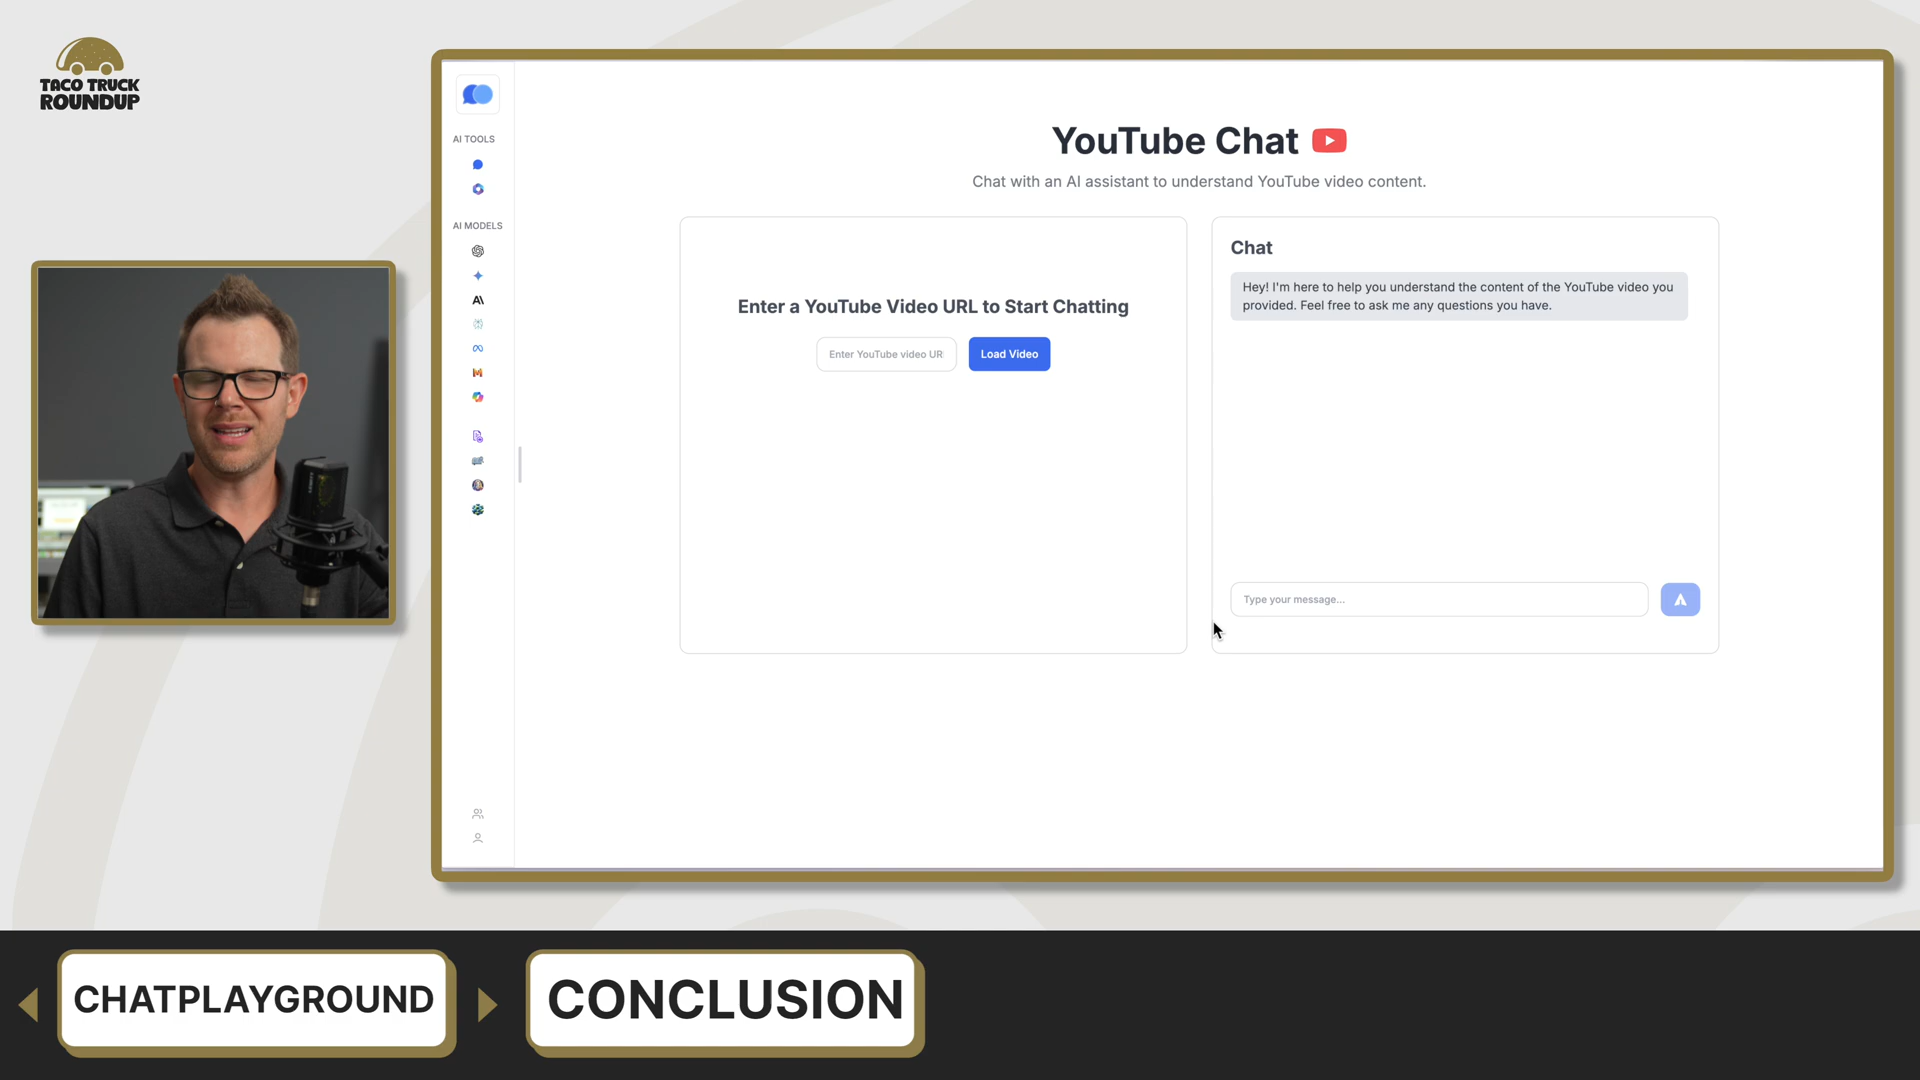 TACO TRUCK
ROUNDUP
AI TOOLS
AI MODELS
YouTube Chat
Chat with an AI assistant to understand YouTube video content.
Enter a YouTube Video URL to Start Chatting
Enter YouTube video UR
Load Video
Chat
Hey! I'm here to help you understand the content of the YouTube video you
provided. Feel free to ask me any questions you have.
Type your message...
CHATPLAYGROUND
CONCLUSION